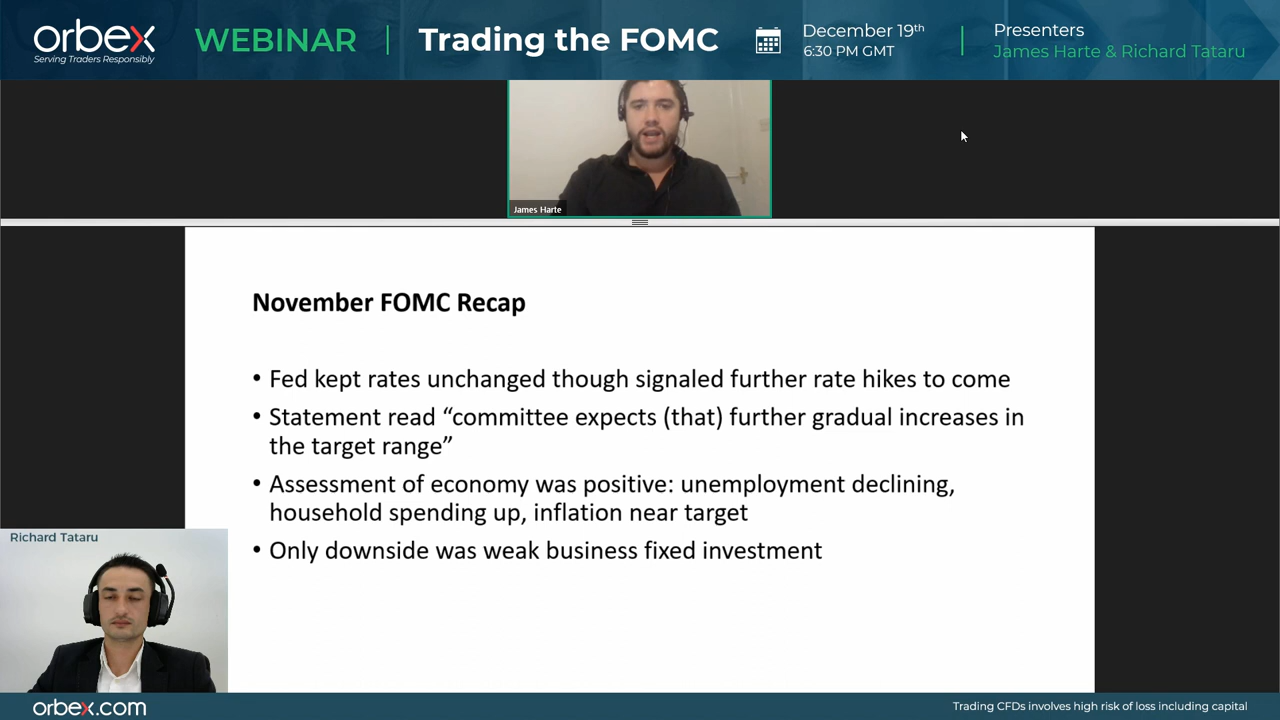 orbex
Serving Traders Responsibly
WEBINAR
Trading the FOMC
December 19th
6:30 PM GMT
Presenters
James Harte & Richard Tataru
James Harte
November FOMC Recap
• Fed kept rates unchanged though signaled further rate hikes to come
• Statement read “committee expects (that) further gradual increases in
the target range”
• Assessment of economy was positive: unemployment declining,
household spending up, inflation near target
• Only downside was weak business fixed investment
Richard Tataru
orbex.com
Trading CFDs involves high risk of loss including capital